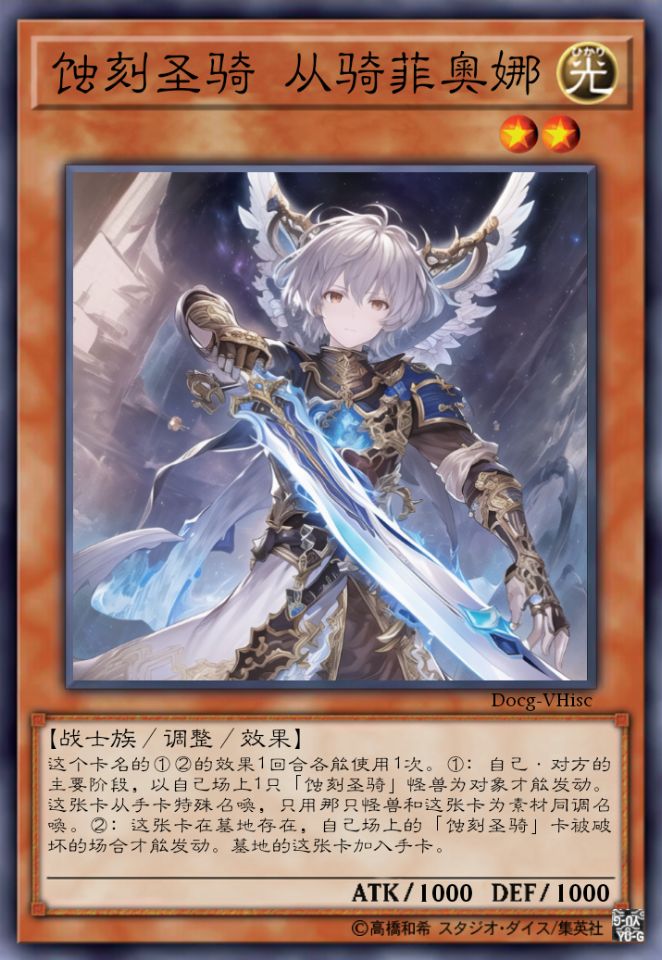 蚀刻圣骑 从骑菲奥娜
ひかり
光
Docg-VHisc
【战士族/调整/效果】
这个卡名的①②的效果1回合各能使用1次。①：自己·对方的
主要阶段，以自己场上1只「蚀刻圣骑」怪兽为对象才能发动。
这张卡从手卡特殊召唤，只用那只怪兽和这张卡为素材同调召
唤。②：这张卡在墓地存在，自己场上的「蚀刻圣骑」卡被破
坏的场合才能发动。墓地的这张卡加入手卡。
ATK/1000 DEF/1000
©高橋和希 スタジオ・ダイス/集英社